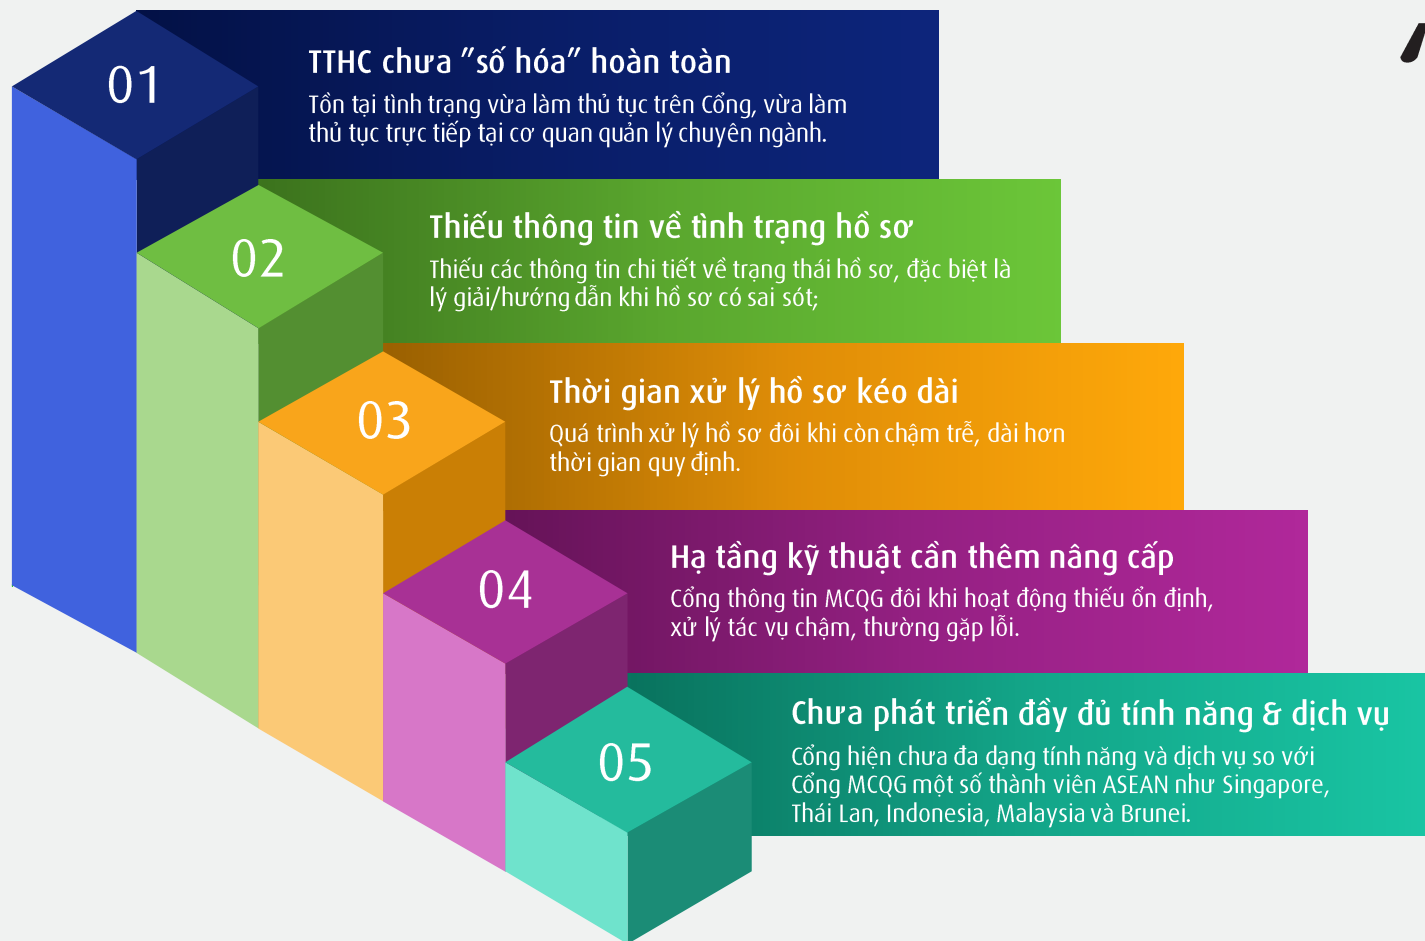 01
TTHC chưa "số hóa" hoàn toàn
Tồn tại tình trạng vừa làm thủ tục trên Cổng, vừa làm
thủ tục trực tiếp tại cơ quan quản lý chuyên ngành.
02
Thiếu thông tin về tình trạng hồ sơ
Thiếu các thông tin chi tiết về trạng thái hồ sơ, đặc biệt là
lý giải/hướng dẫn khi hồ sơ có sai sót;
03
Thời gian xử lý hồ sơ kéo dài
Quá trình xử lý hồ sơ đôi khi còn chậm trễ, dài hơn
thời gian quy định.
04
Hạ tầng kỹ thuật cần thêm nâng cấp
Cổng thông tin MCQG đôi khi hoạt động thiếu ổn định,
xử lý tác vụ chậm, thường gặp lỗi.
05
Chưa phát triển đầy đủ tính năng & dịch vụ
Cổng hiện chưa đa dạng tính năng và dịch vụ so với
Cổng MCQG một số thành viên ASEAN như Singapore,
Thái Lan, Indonesia, Malaysia và Brunei.